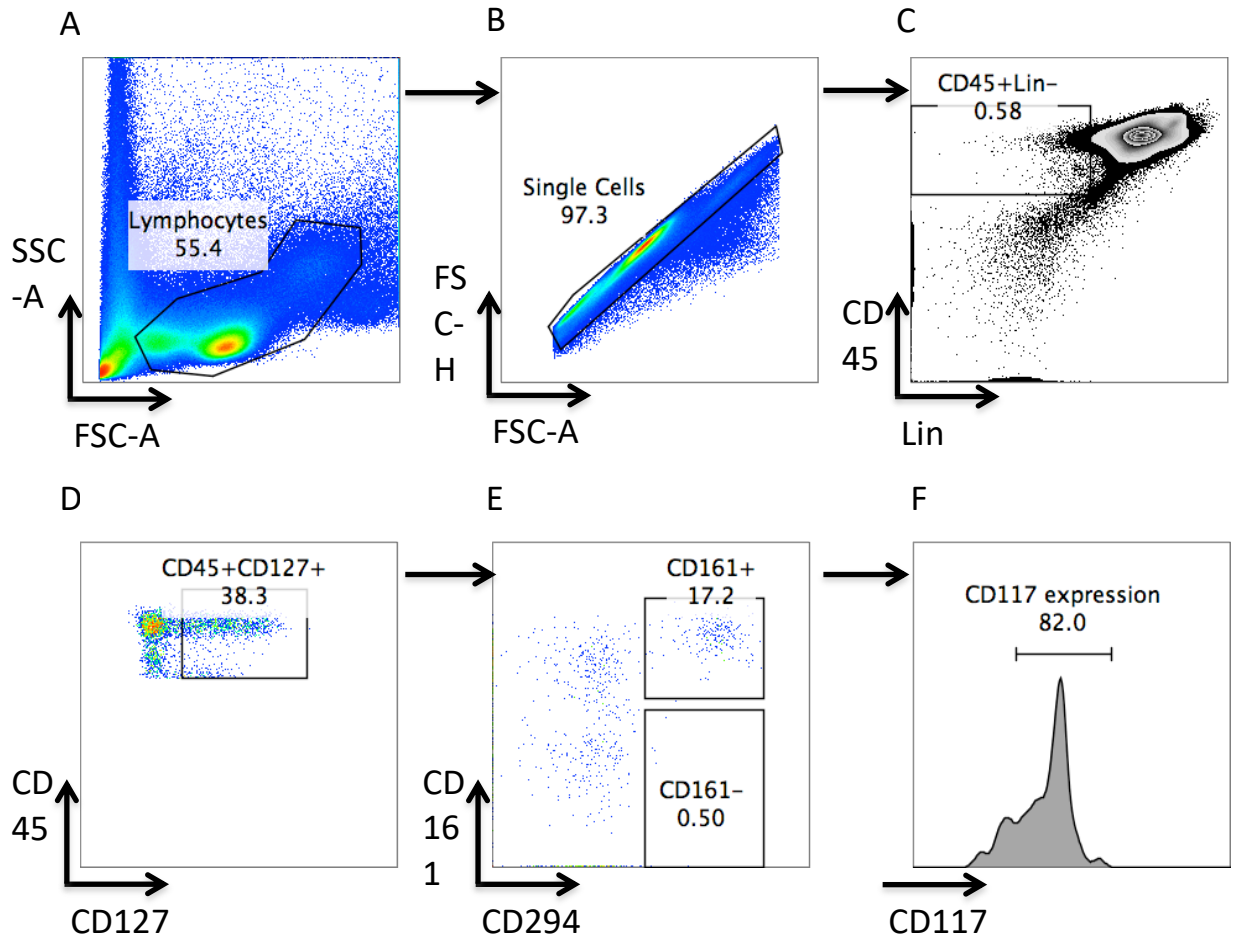 A
B
C
Lymphocytes
55.4
SSC
-A
FSC-A
Single Cells
97.3
FS
C-
H
FSC-A
CD45+Lin-
0.58
CD
45
Lin
D
E
F
CD45+CD127+
38.3
CD
45
CD127
CD161+
17.2
CD161-
0.50
CD
16
1
CD294
CD117 expression
82.0
CD117